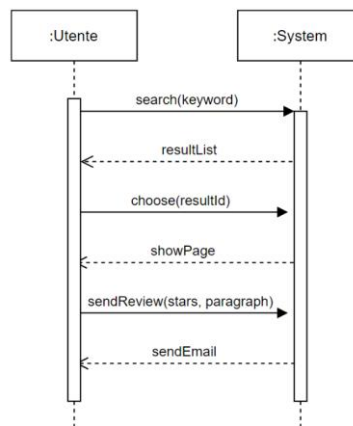 :Utente
:System
search(keyword)
resultList
choose(resultId)
showPage
sendReview(stars, paragraph)
sendEmail